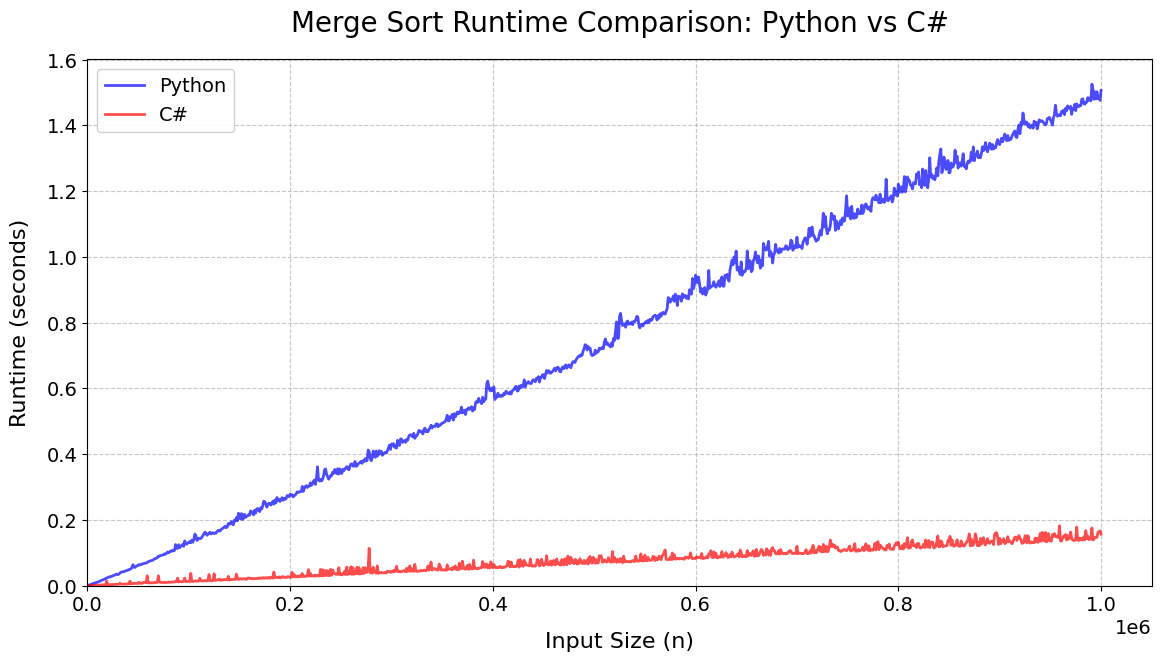 Merge Sort Runtime Comparison: Python vs C#
Python
C#
Runtime (seconds)
1.6
1.4
1.2
1.0
0.8
0.6
0.4
0.2
0.0
0.0 0.2 0.4 0.6 0.8 1.0
1e6
Input Size (n)